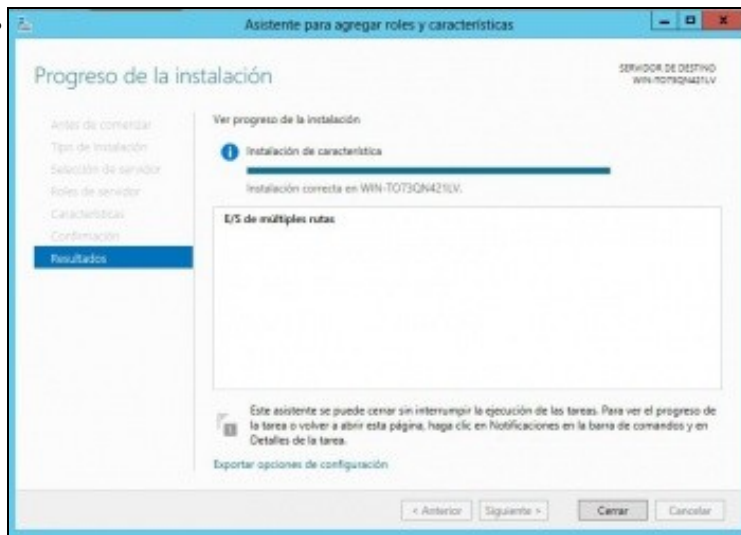 Asistente para agregar roles y características
Progreso de la instalación
SERVIDOR DE DESTINO
WIN-TO73QN421LV
Antes de comenzar
Tipo de instalación
Selección de servidor
Roles de servidor
Características
Confirmación
Resultados
Ver progreso de la instalación
Instalación de característica
Instalación correcta en WIN-TO73QN421LV.
E/S de múltiples rutas
Este asistente se puede cerrar sin interrumpir la ejecución de las tareas. Para ver el progreso de
la tarea o volver a abrir esta página, haga clic en Notificaciones en la barra de comandos y en
Detalles de la tarea.
Exportar opciones de configuración
< Anterior
Siguiente >
Cerrar
Cancelar